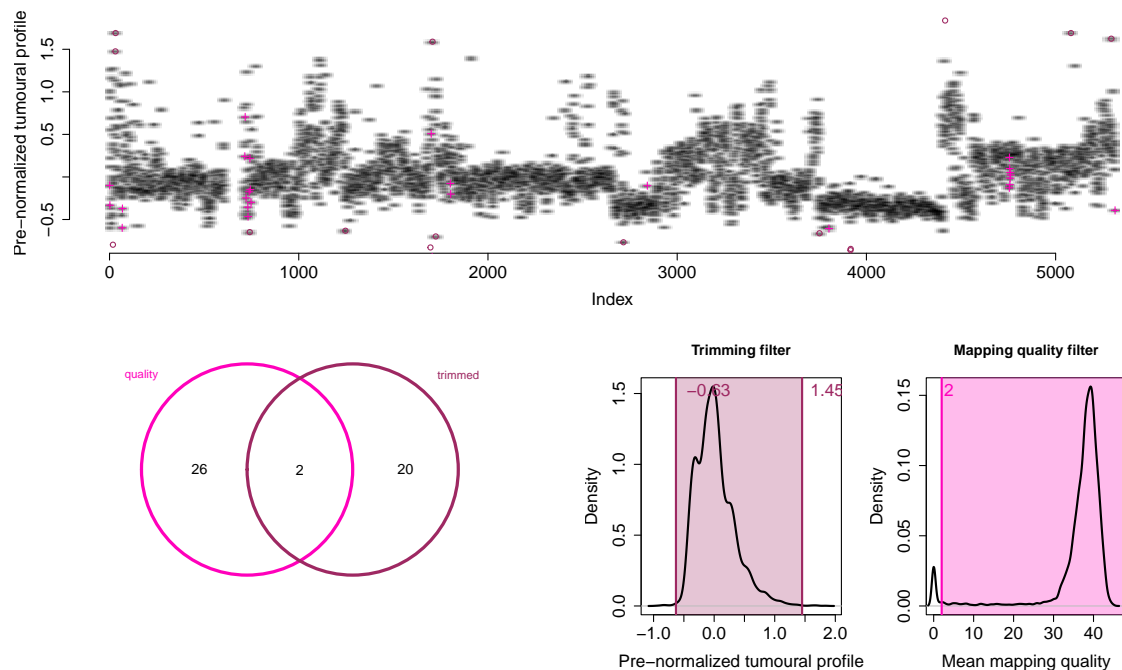 Pre−normalized tumoural profile
1.5
1.0
0.5
−0.5
0 1000 2000 3000 4000 5000
Index
quality trimmed
26 2 20
Trimming filter
−0.63 1.45
1.5
1.0
0.5
0.0
Density
−1.0 0.0 1.0 2.0
Pre−normalized tumoural profile
Mapping quality filter
2
0.15
0.10
0.05
0.00
Density
0 10 20 30 40
Mean mapping quality